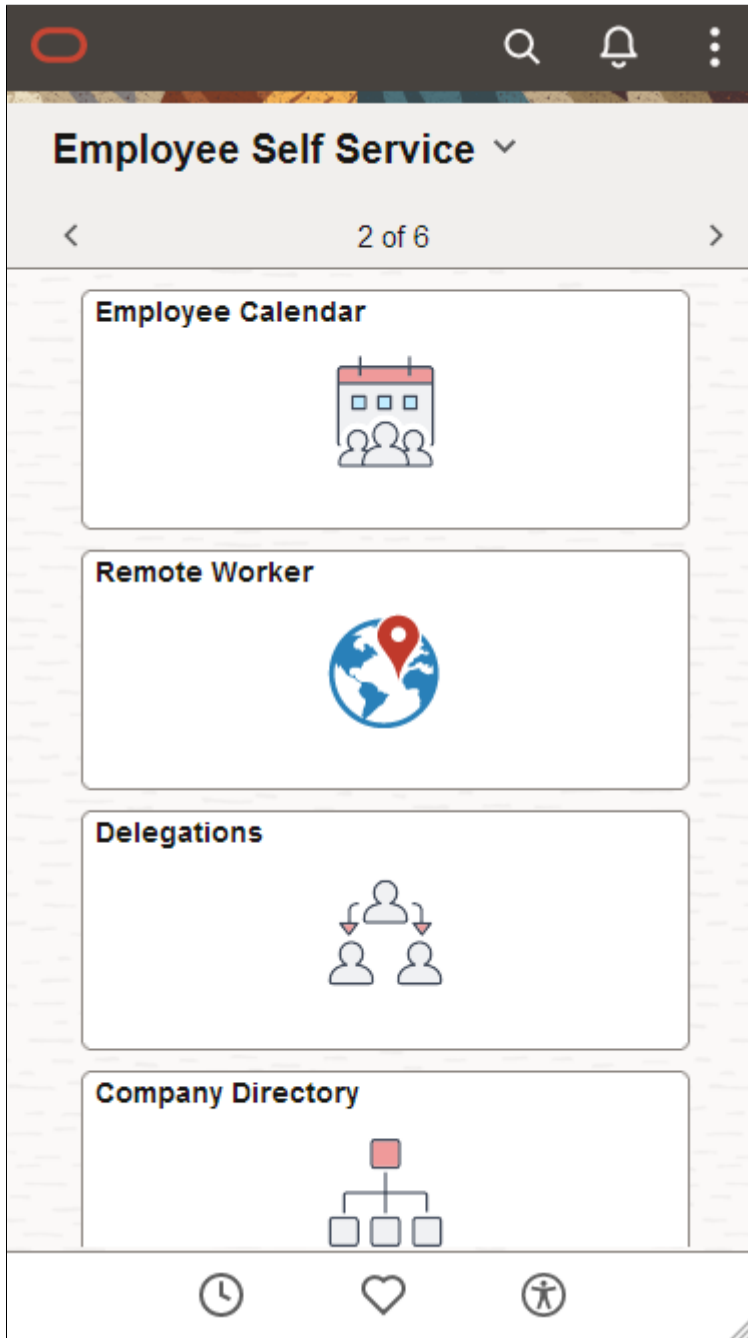 Employee Self Service
2 of 6
Employee Calendar
Remote Worker
Delegations
Company Directory